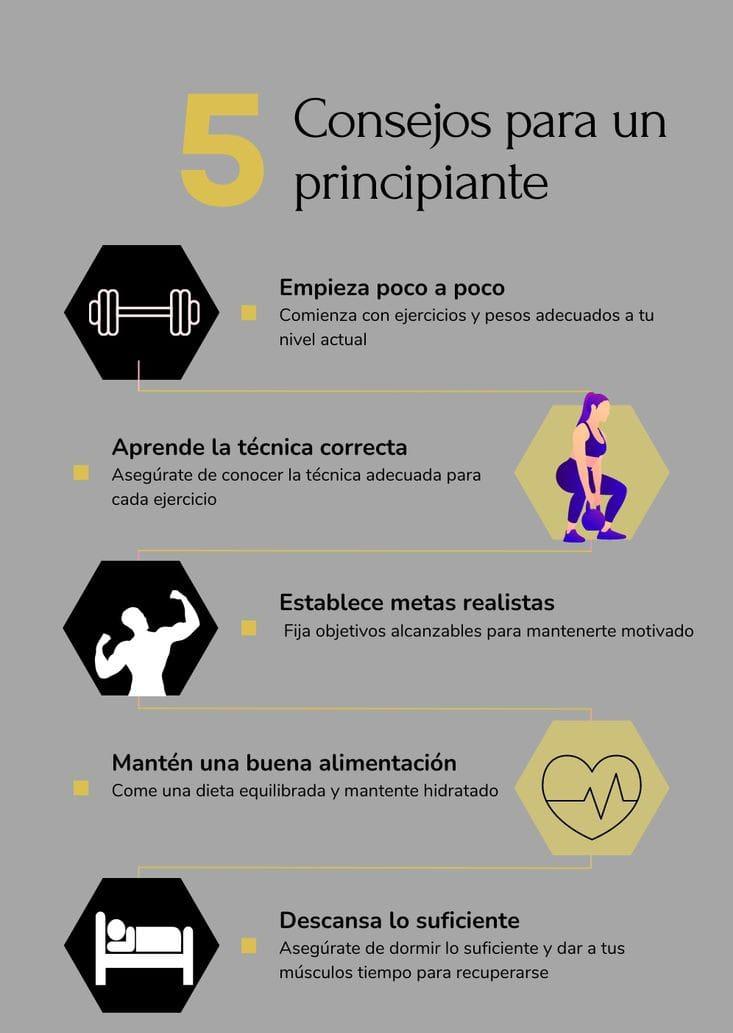 5
Consejos para un
principiante
Empieza poco a poco
Comienza con ejercicios y pesos adecuados a tu
nivel actual
Aprende la técnica correcta
Asegúrate de conocer la técnica adecuada para
cada ejercicio
Establece metas realistas
Fija objetivos alcanzables para mantenerte motivado
Mantén una buena alimentación
Come una dieta equilibrada y mantente hidratado
Descansa lo suficiente
Asegúrate de dormir lo suficiente y dar a tus
músculos tiempo para recuperarse